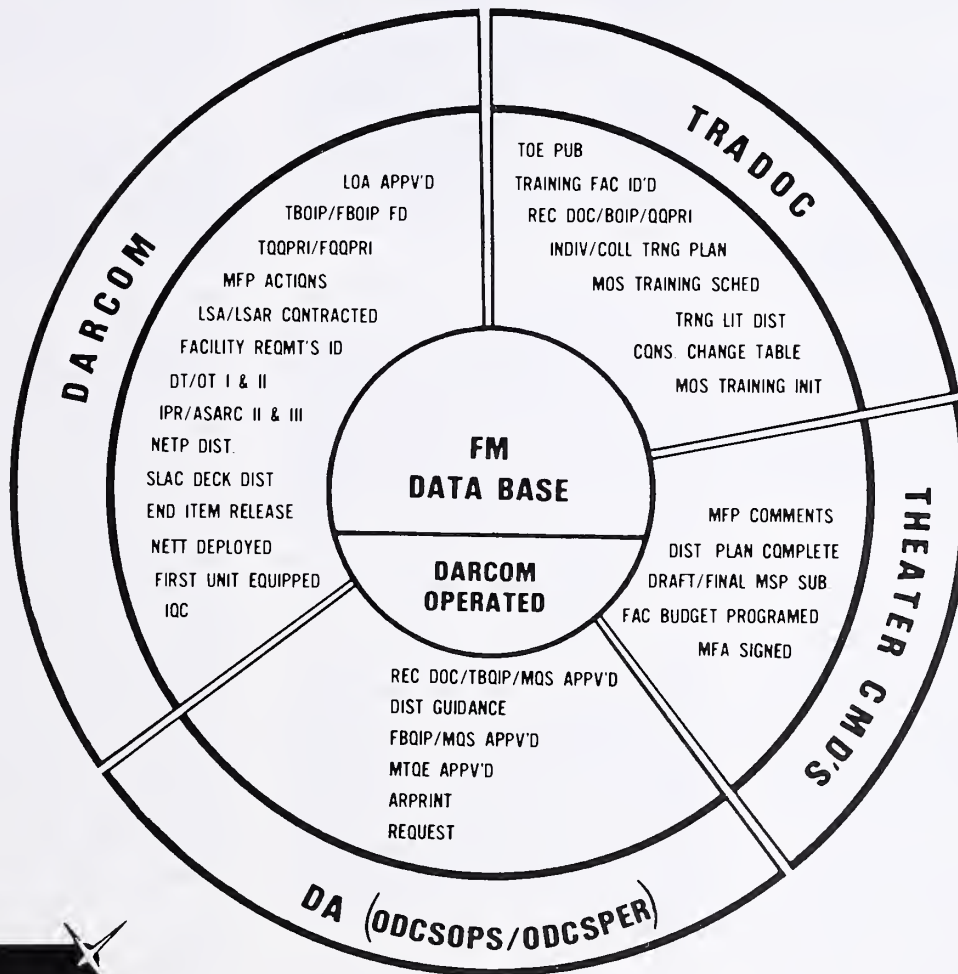 DARCOM
LOA APPV'D
TBOIP/FBOIP FD
TQQPRI/FQQPRI
MFP ACTIONS
LSA/LSAR CONTRACTED
FACILITY REQMT'S ID
DT/OT I & II
IPR/ASARC II & III
NETP DIST.
SLAC DECK DIST
END ITEM RELEASE
NETT DEPLOYED
FIRST UNIT EQUIPPED
IOC
TRADOC
TOE PUB
TRAINING FAC ID'D
REC DOC/BOIP/QQPRI
INDIV/COLL TRNG PLAN
MOS TRAINING SCHED
TRNG LIT DIST
CONS. CHANGE TABLE
MOS TRAINING INIT
FM
DATA BASE
DARCOM
OPERATED
THEATER CMD'S
MFP COMMENTS
DIST PLAN COMPLETE
DRAFT/FINAL MSP SUB
FAC BUDGET PROGRAMED
MFA SIGNED
REC DOC/TBOIP/MOS APPV'D
DIST GUIDANCE
FBOIP/MOS APPV'D
MTOE APPV'D
ARPRINT
REQUEST
DA (ODCSOPS/ODCSPER)